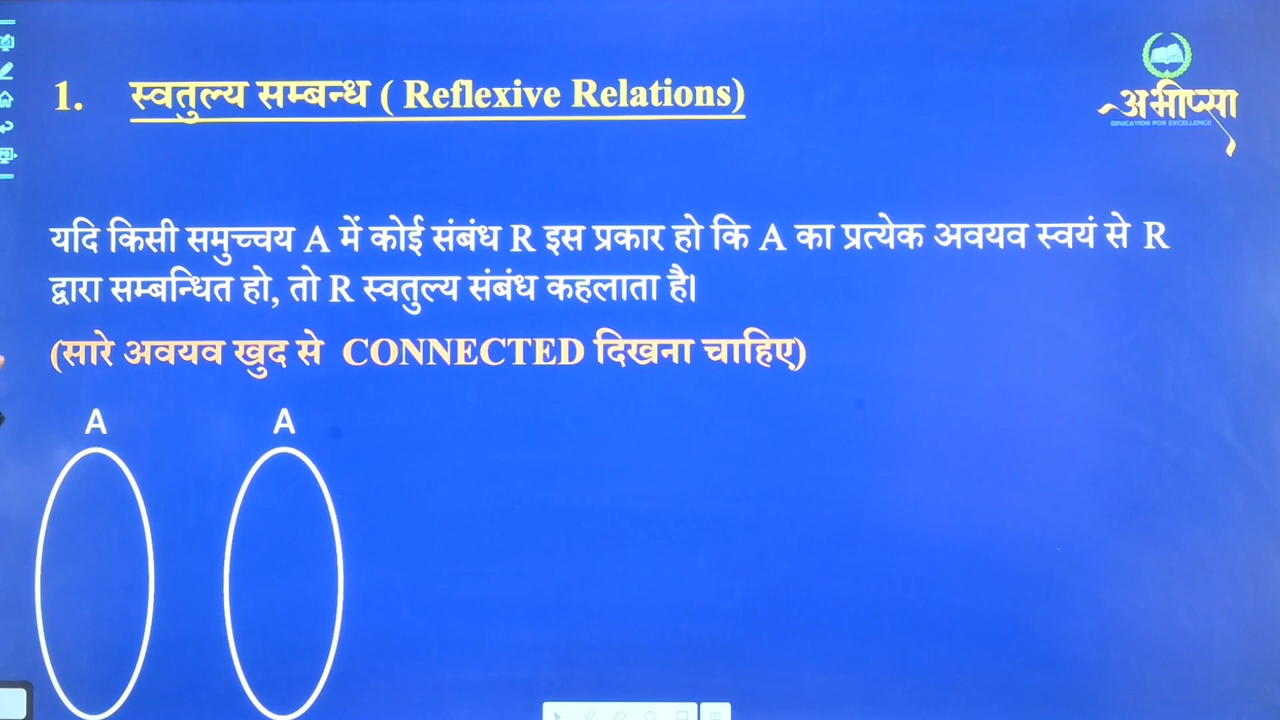 1. स्वतुल्य सम्बन्ध ( Reflexive Relations)
अभीप्सा
EDUCATION FOR EXCELLENCE
यदि किसी समुच्चय A में कोई संबंध R इस प्रकार हो कि A का प्रत्येक अवयव स्वयं से R
द्वारा सम्बन्धित हो, तो R स्वतुल्य संबंध कहलाता है।
(सारे अवयव खुद से CONNECTED दिखना चाहिए)
A A